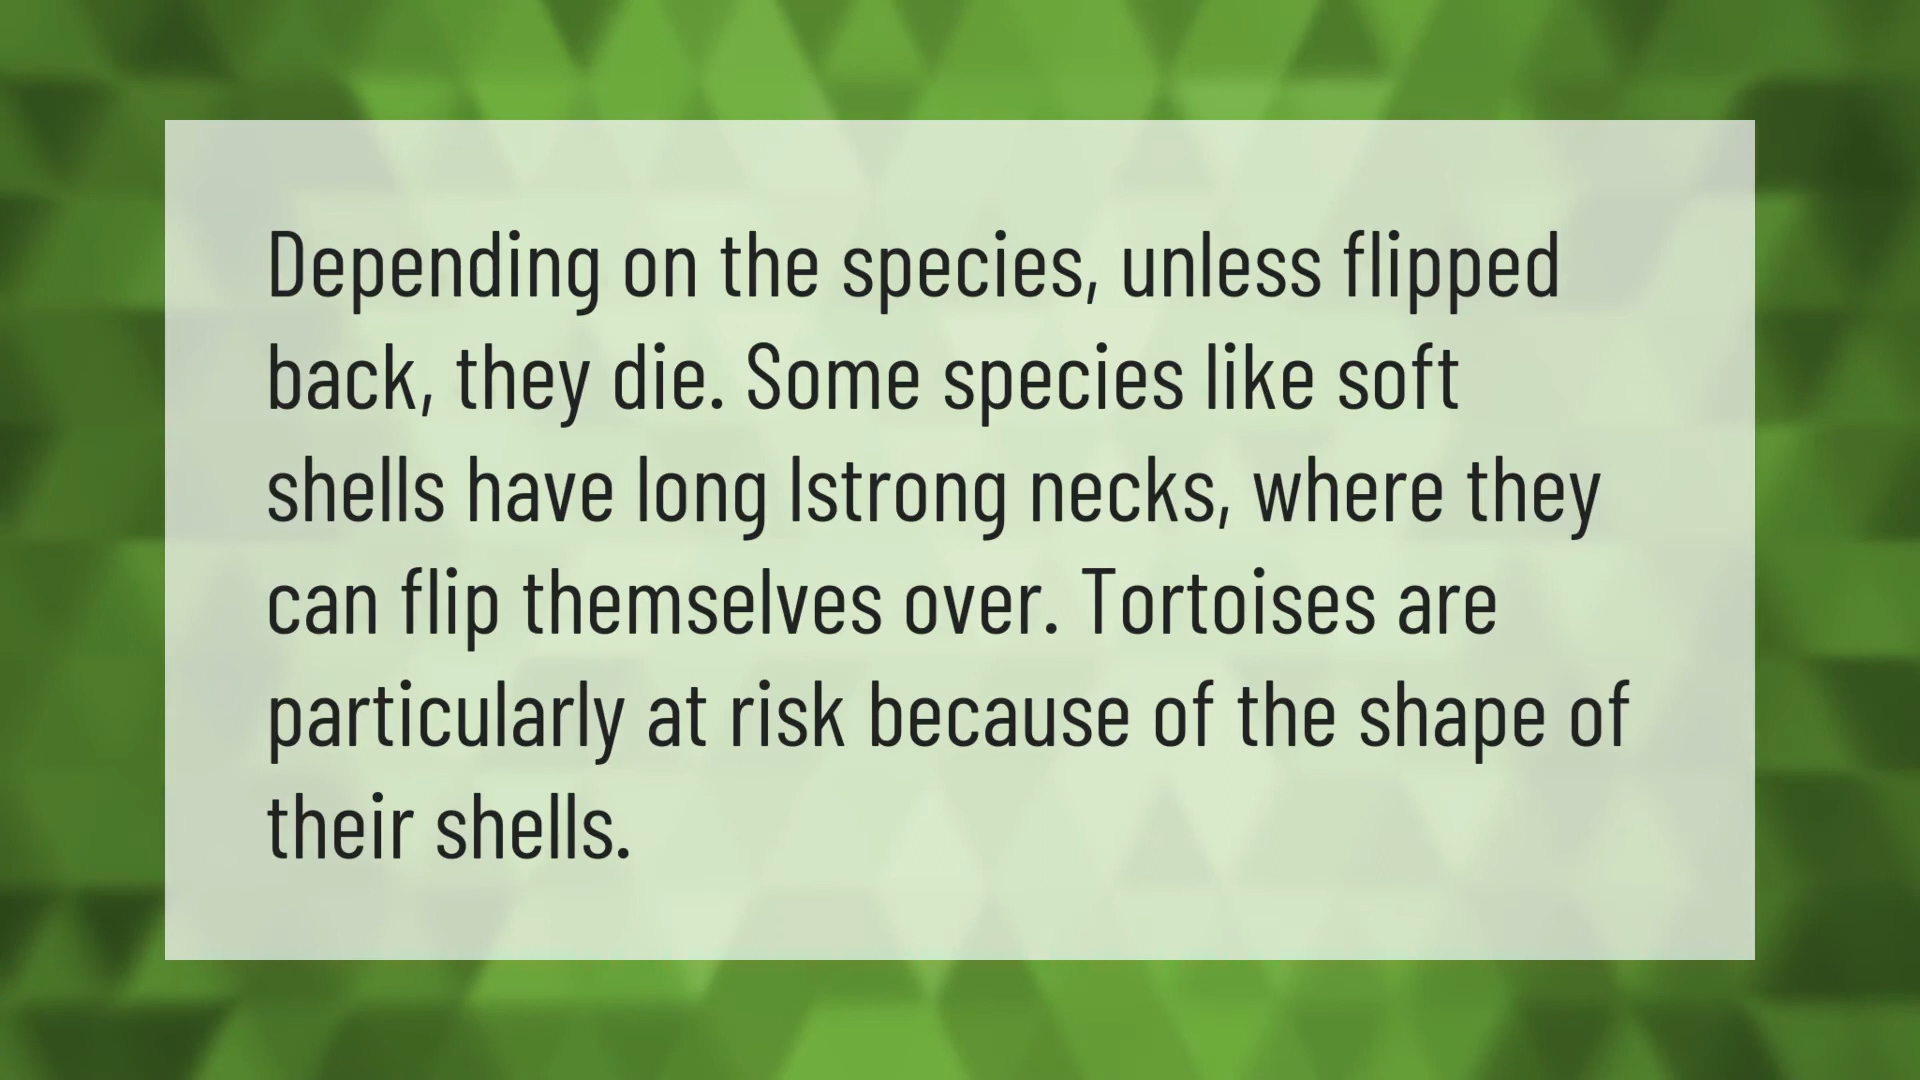 Depending on the species, unless flipped
back, they die. Some species like soft
shells have long lstrong necks, where they
can flip themselves over. Tortoises are
particularly at risk because of the shape of
their shells.